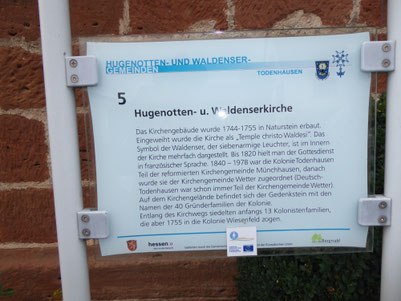 HUGENOTTEN- UND WALDENSER-
GEMEINDEN
TODENHAUSEN
5
Hugenotten- u. Waldenserkirche
Das Kirchengebäude wurde 1744-1755 in Naturstein erbaut.
Eingeweiht wurde die Kirche als „Temple christo Waldesi". Das
Symbol der Waldenser, der siebenarmige Leuchter, ist im Innern
der Kirche mehrfach dargestellt. Bis 1820 hielt man der Gottesdienst
in französischer Sprache. 1840 – 1978 war die Kolonie Todenhausen
Teil der reformierten Kirchengemeinde Münchhausen, danach
wurde sie der Kirchengemeinde Wetter zugeordnet (Deutsch-
Todenhausen war schon immer Teil der Kirchengemeinde Wetter).
Auf dem Kirchengelände befindet sich der Gedenkstein mit den
Namen der 40 Gründerfamilien der Kolonie.
Entlang des Kirchwegs siedelten anfangs 13 Kolonistenfamilien,
die aber 1755 in die Kolonie Wiesenfeld zogen.
hessen